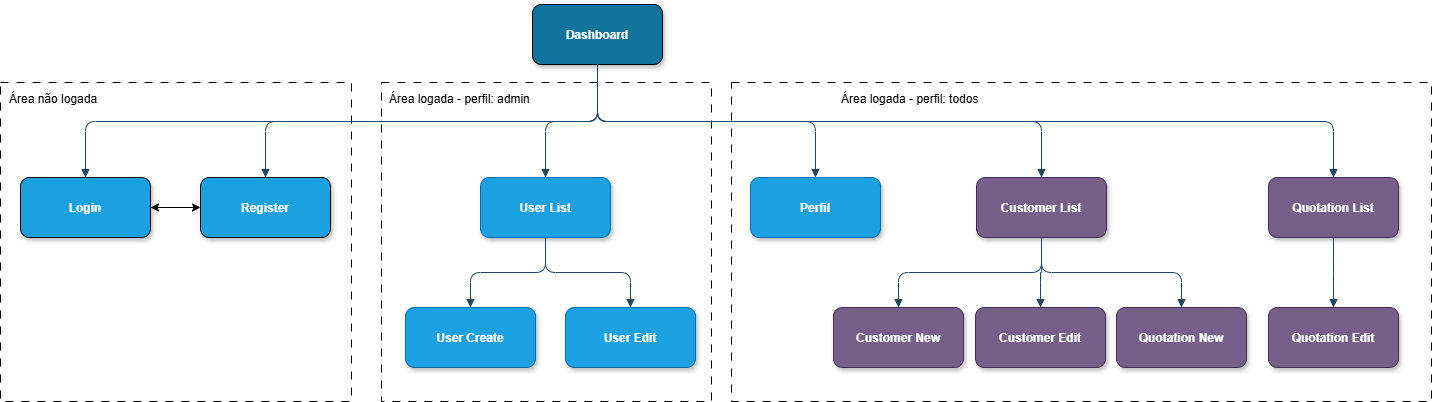 Dashboard
Área não logada
Área logada - perfil: admin
Área logada - perfil: todos
Login
Register
User List
Perfil
Customer List
Quotation List
User Create
User Edit
Customer New
Customer Edit
Quotation New
Quotation Edit